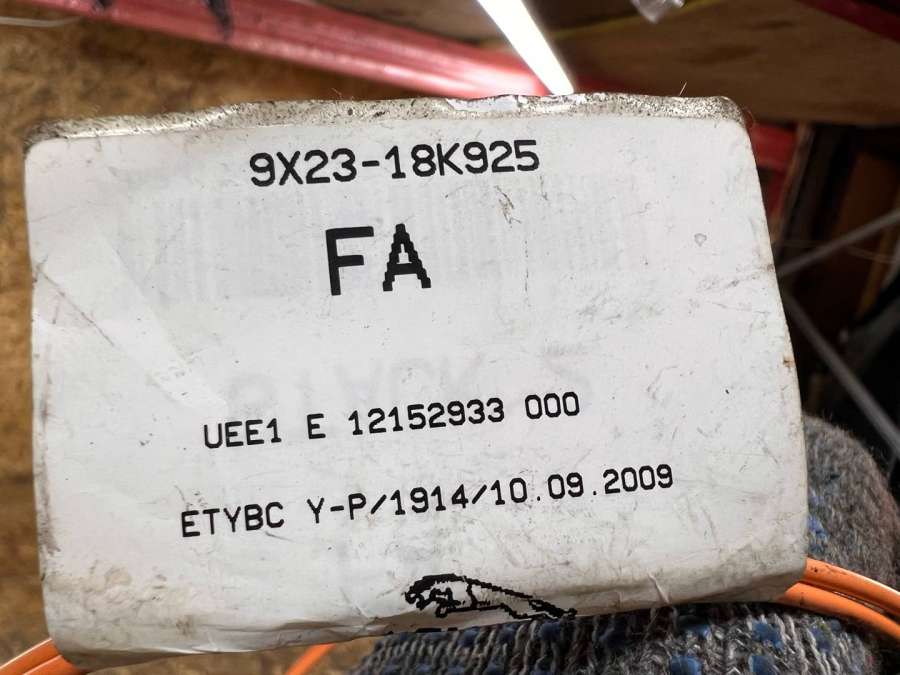 9X23-18K925
FA
UEE1 E 12152933 000
ETYBC Y-P/1914/10.09.2009